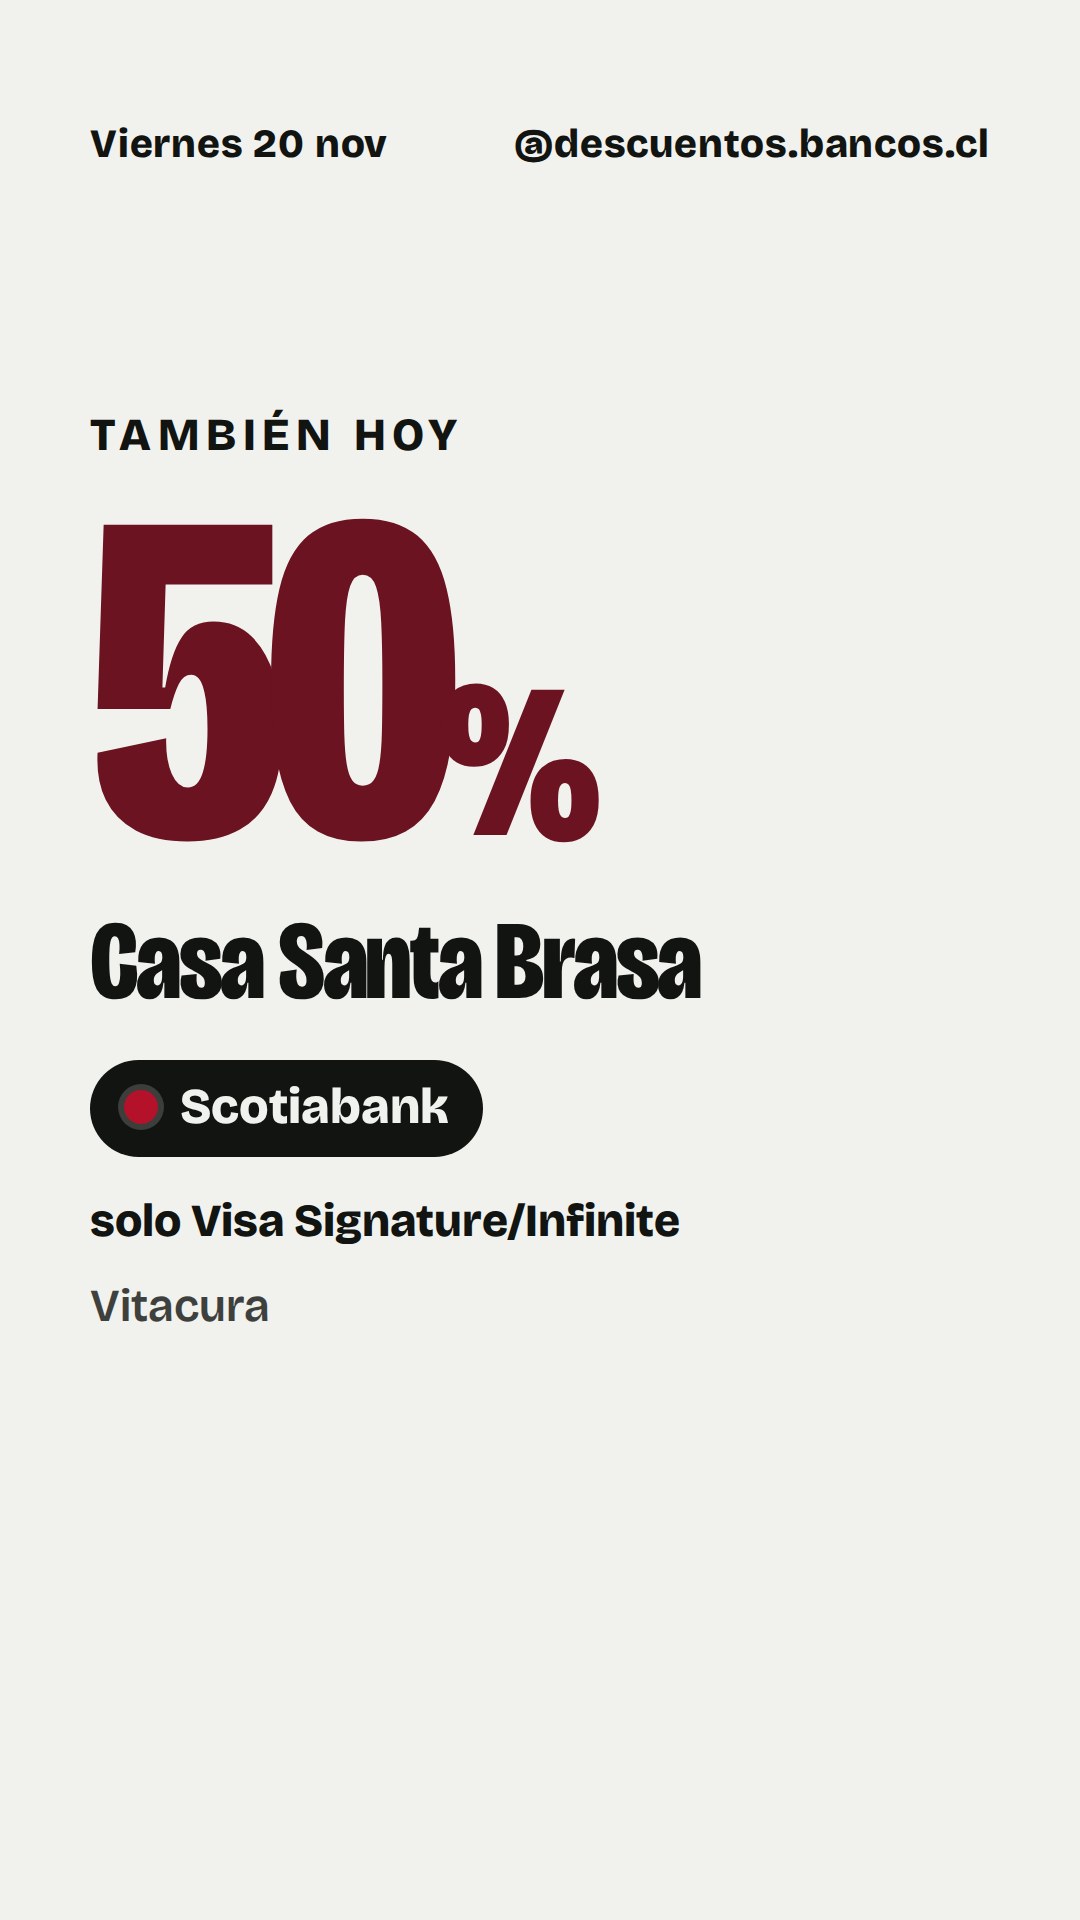 Viernes 20 nov
@descuentos.bancos.cl
TAMBIÉN HOY
50%
Casa Santa Brasa
Scotiabank
solo Visa Signature/Infinite
Vitacura